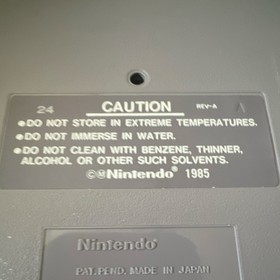 24 CAUTION REV-A
●DO NOT STORE IN EXTREME TEMPERATURES.
●DO NOT IMMERSE IN WATER.
●DO NOT CLEAN WITH BENZENE, THINNER,
ALCOHOL OR OTHER SUCH SOLVENTS.
©ⓂNintendo® 1985
Nintendo®
PAT. PEND. MADE IN JAPAN